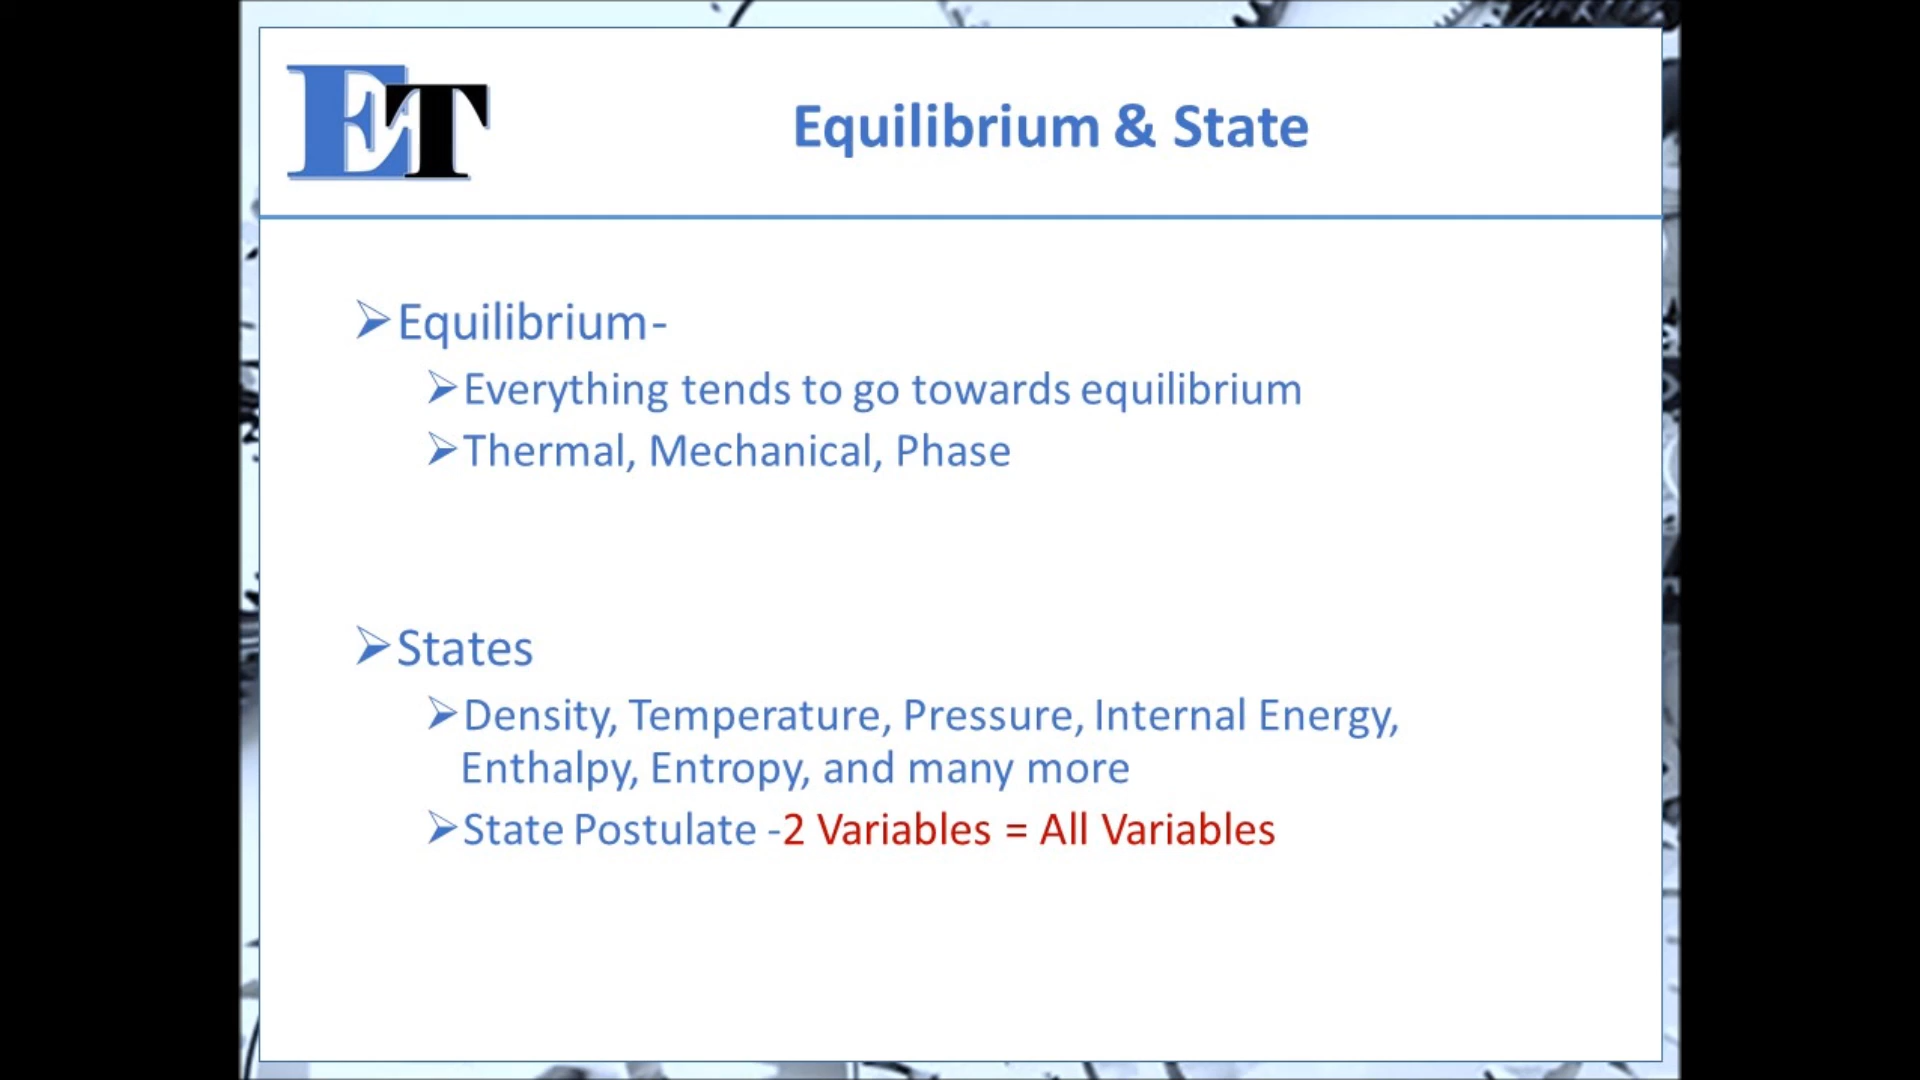 ET
Equilibrium & State
Equilibrium-
Everything tends to go towards equilibrium
Thermal, Mechanical, Phase
States
Density, Temperature, Pressure, Internal Energy,
Enthalpy, Entropy, and many more
State Postulate -2 Variables = All Variables